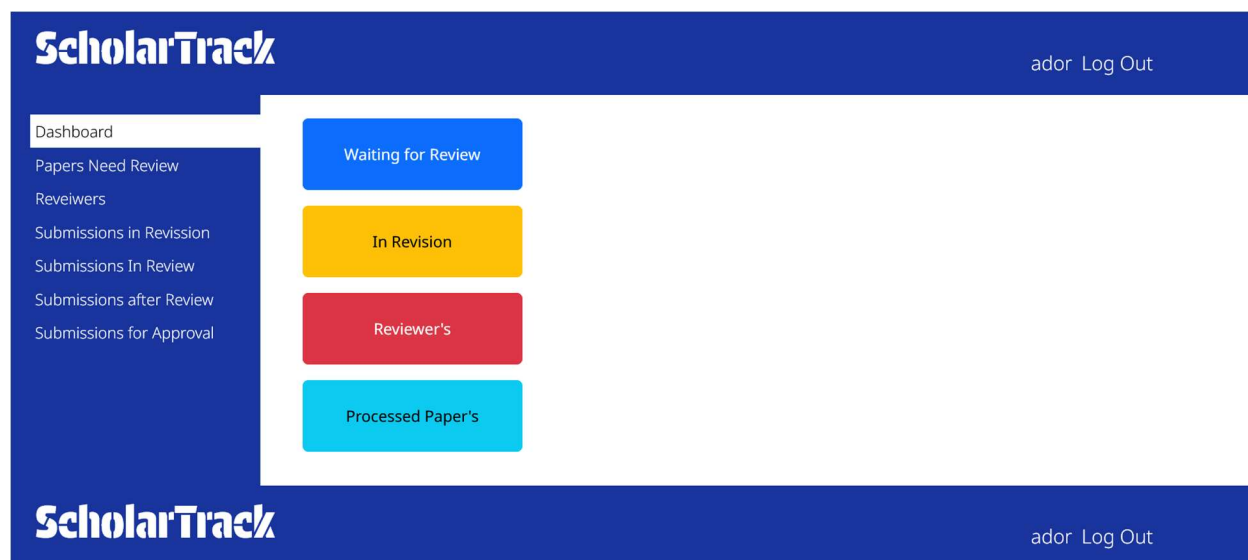 ScholarTrack
ador Log Out
Dashboard
Papers Need Review
Reveiwers
Submissions in Revission
Submissions In Review
Submissions after Review
Submissions for Approval
Waiting for Review
In Revision
Reviewer's
Processed Paper's
ScholarTrack
ador Log Out